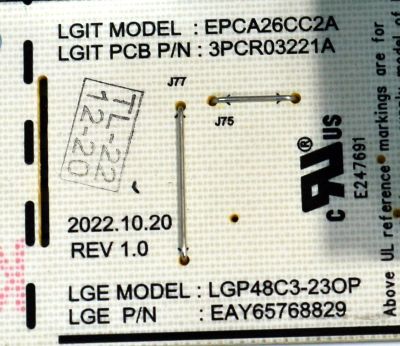 LGIT MODEL : EPCA26CC2A
LGIT PCB P/N : 3PCR03221A
J77
J75
TL-22
12-20
2022.10.20
REV 1.0
LGE MODEL : LGP48C3-23OP
LGE P/N : EAY65768829
c RU US ®
E247691
Above UL reference markings are for